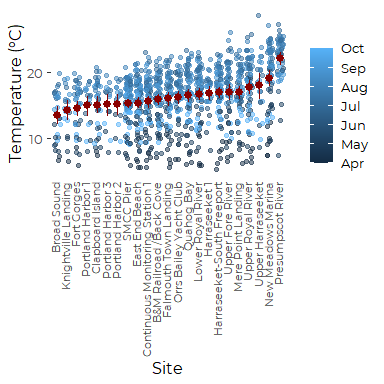 Temperature (ºC)
20
10
Oct
Sep
Aug
Jul
Jun
May
Apr
Broad Sound
Knightville Landing
Fort Gorges
Portland Harbor 1
Clapboard Island
Portland Harbor 3
Portland Harbor 2
SMCC Pier
East End Beach
Continuous Monitoring Station 1
B&M Railroad / Back Cove
Falmouth Town Landing
Orrs Bailey Yacht Club
Quahog Bay
Lower Royal River
Harraseeket 1
Harraseeket-South Freeport
Upper Fore River
Mere Point Landing
Upper Royal River
Upper Harraseeket
New Meadows Marina
Presumpscot River
Site